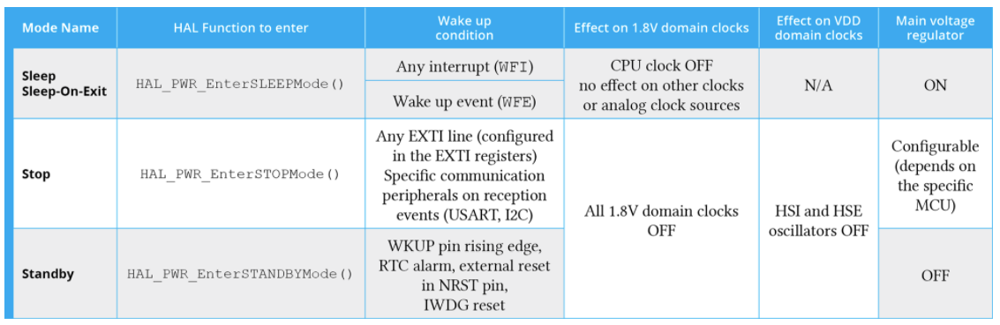 Mode Name
HAL Function to enter
Wake up
condition
Effect on 1.8V domain clocks
Effect on VDD
domain clocks
Main voltage
regulator
Sleep
Sleep-On-Exit
HAL_PWR_EnterSLEEPMode()
Any interrupt (WFI)
Wake up event (WFE)
CPU clock OFF
no effect on other clocks
or analog clock sources
N/A
ON
Stop
HAL_PWR_EnterSTOPMode()
Any EXTI line (configured
in the EXTI registers)
Specific communication
peripherals on reception
events (USART, I2C)
All 1.8V domain clocks
OFF
HSI and HSE
oscillators OFF
Configurable
(depends on
the specific
MCU)
Standby
HAL_PWR_EnterSTANDBYMode()
WKUP pin rising edge,
RTC alarm, external reset
in NRST pin,
IWDG reset
OFF